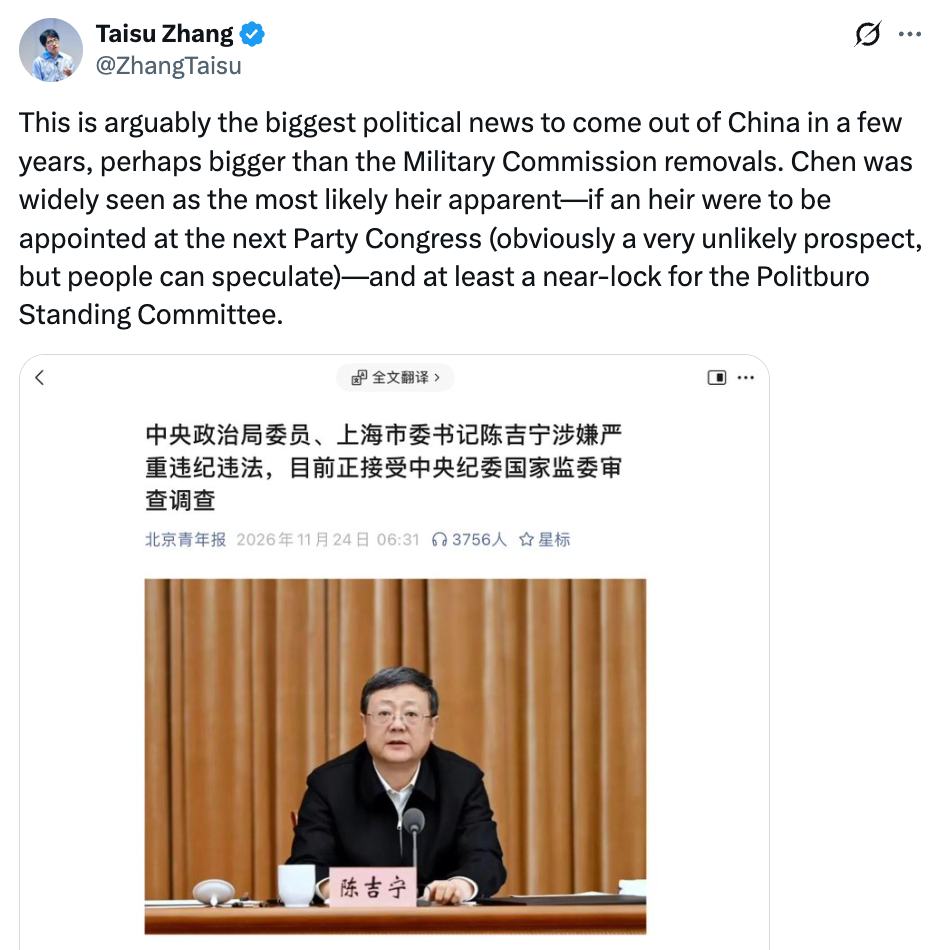 Taisu Zhang
@ZhangTaisu
This is arguably the biggest political news to come out of China in a few
years, perhaps bigger than the Military Commission removals. Chen was
widely seen as the most likely heir apparent—if an heir were to be
appointed at the next Party Congress (obviously a very unlikely prospect,
but people can speculate)—and at least a near-lock for the Politburo
Standing Committee.
全文翻译
中央政治局委员、上海市委书记陈吉宁涉嫌严
重违纪违法，目前正接受中央纪委国家监委审
查调查
北京青年报 2026年11月24日 06:31 3756人 星标
陈吉宁